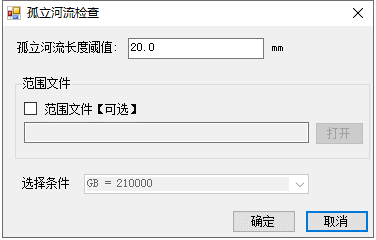 孤立河流检查
孤立河流长度阈值: 20.0 mm
范围文件
范围文件【可选】
打开
选择条件 GB = 210000
确定 取消